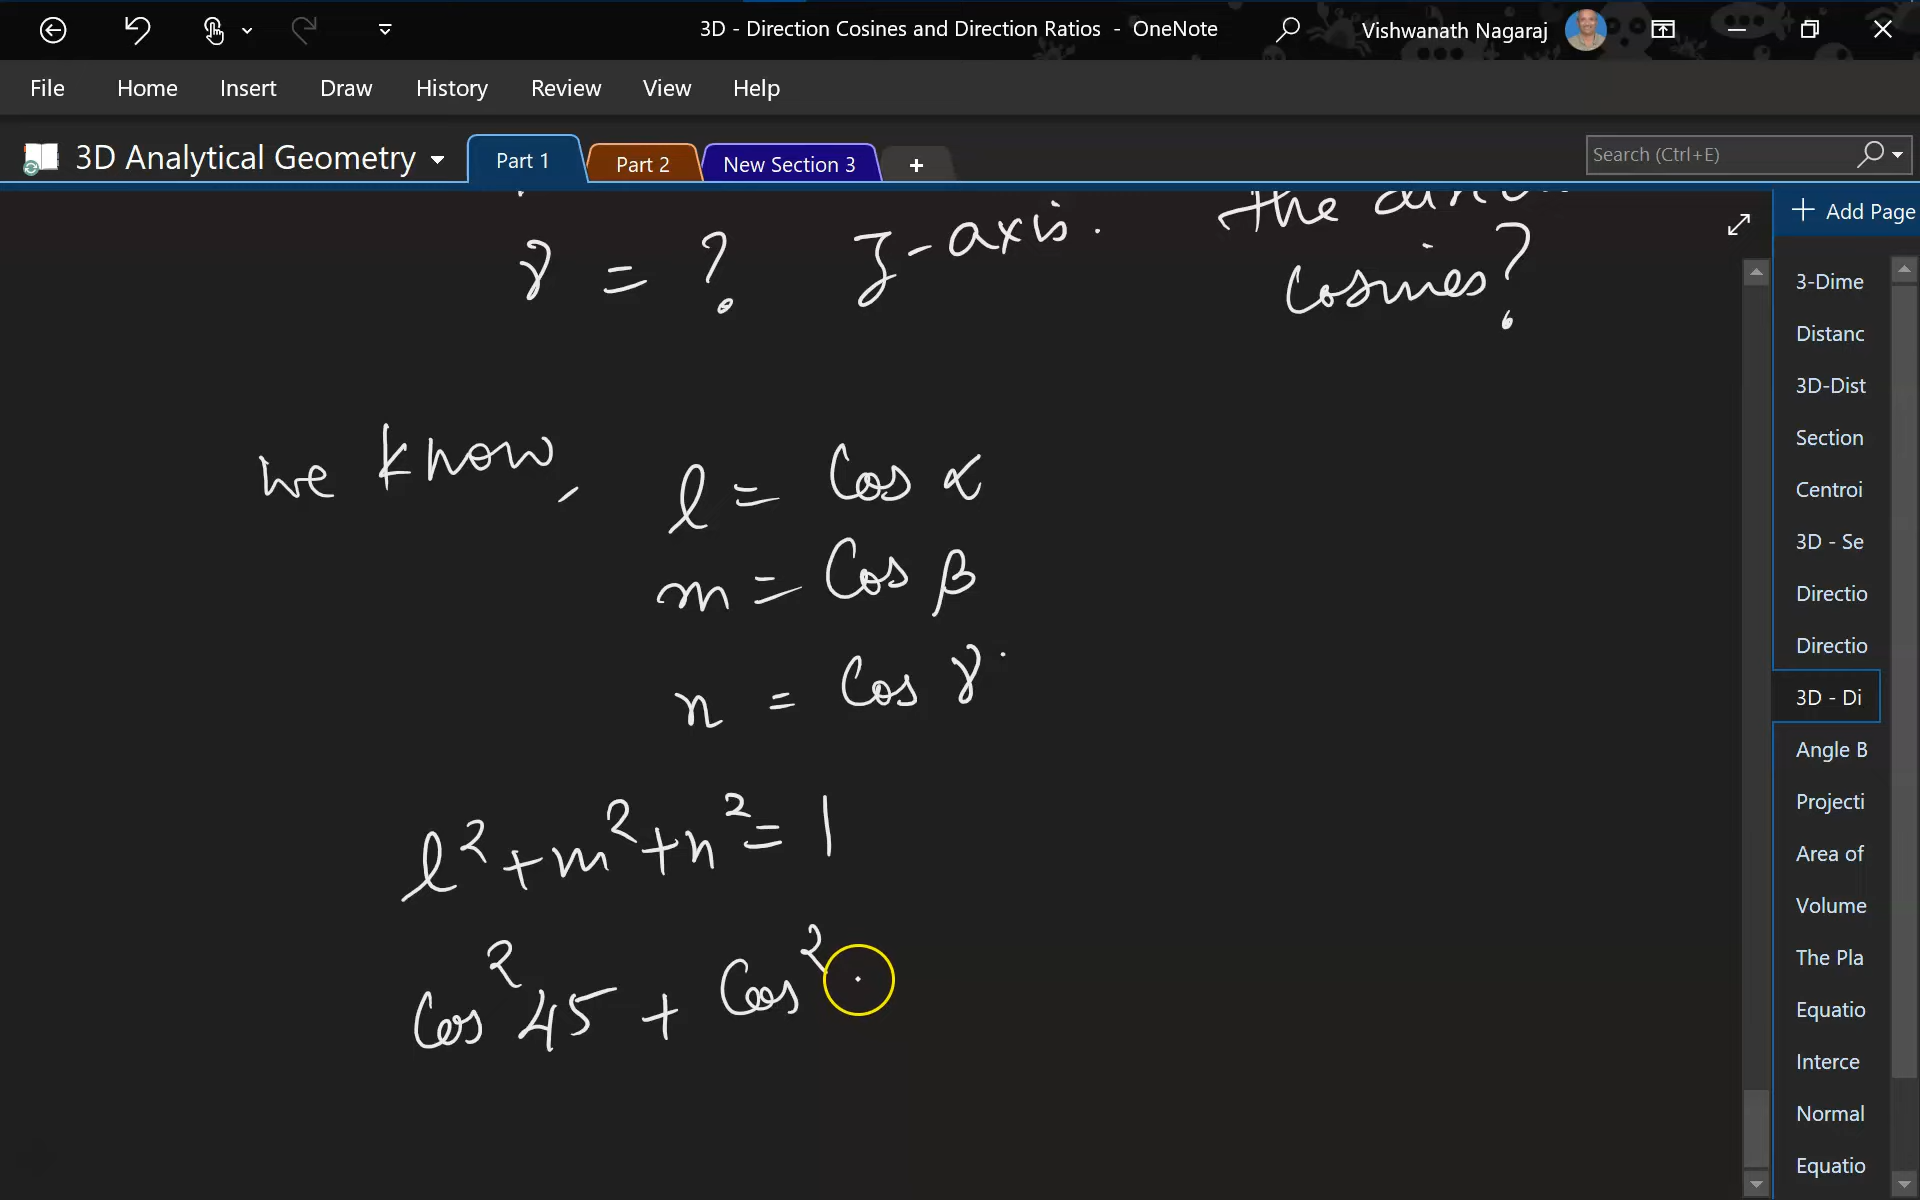 3D - Direction Cosines and Direction Ratios - OneNote
Vishwanath Nagaraj
File Home Insert Draw History Review View Help
3D Analytical Geometry Part 1 Part 2 New Section 3 +
Search (Ctrl+E)
+ Add Page
3-Dime
Distanc
3D-Dist
Section
Centroi
3D - Se
Directio
Directio
3D - Di
Angle B
Projecti
Area of
Volume
The Pla
Equatio
Interce
Normal
Equatio
the
γ = ? z-axis. cosines?
we know, l = Cos α
m = Cos β
n = Cos γ.
l² + m² + n² = 1
Cos² 45 + Cos²